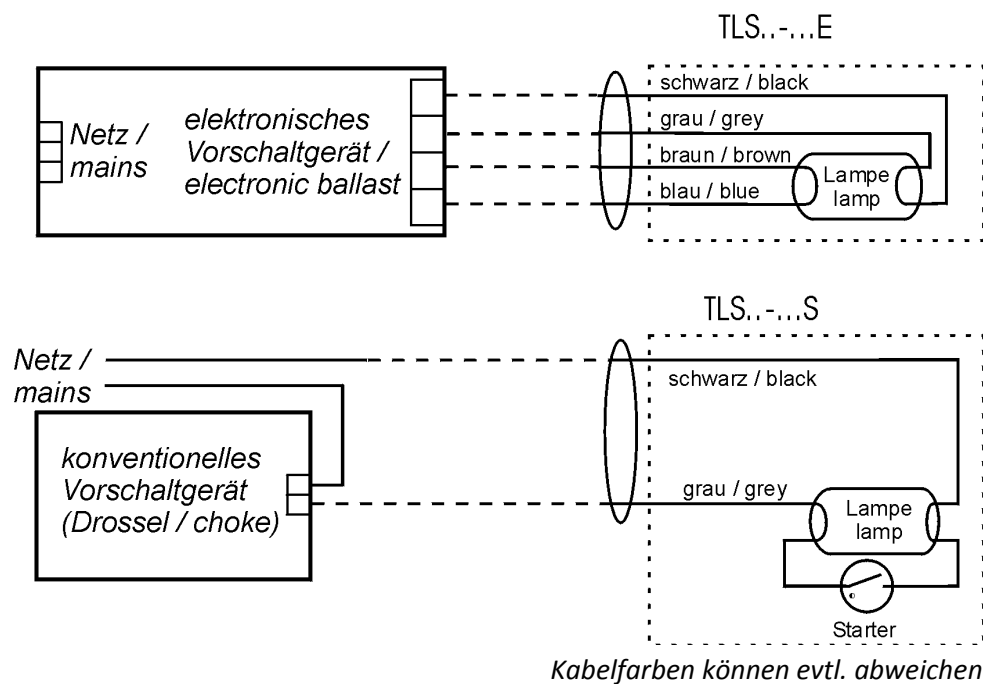 TLS..-...E
Netz /
mains
elektronisches
Vorschaltgerät /
electronic ballast
schwarz / black
grau / grey
braun / brown
blau / blue
Lampe
lamp
TLS..-...S
Netz /
mains
konventionelles
Vorschaltgerät
(Drossel / choke)
schwarz / black
grau / grey
Lampe
lamp
Starter
Kabelfarben können evtl. abweichen